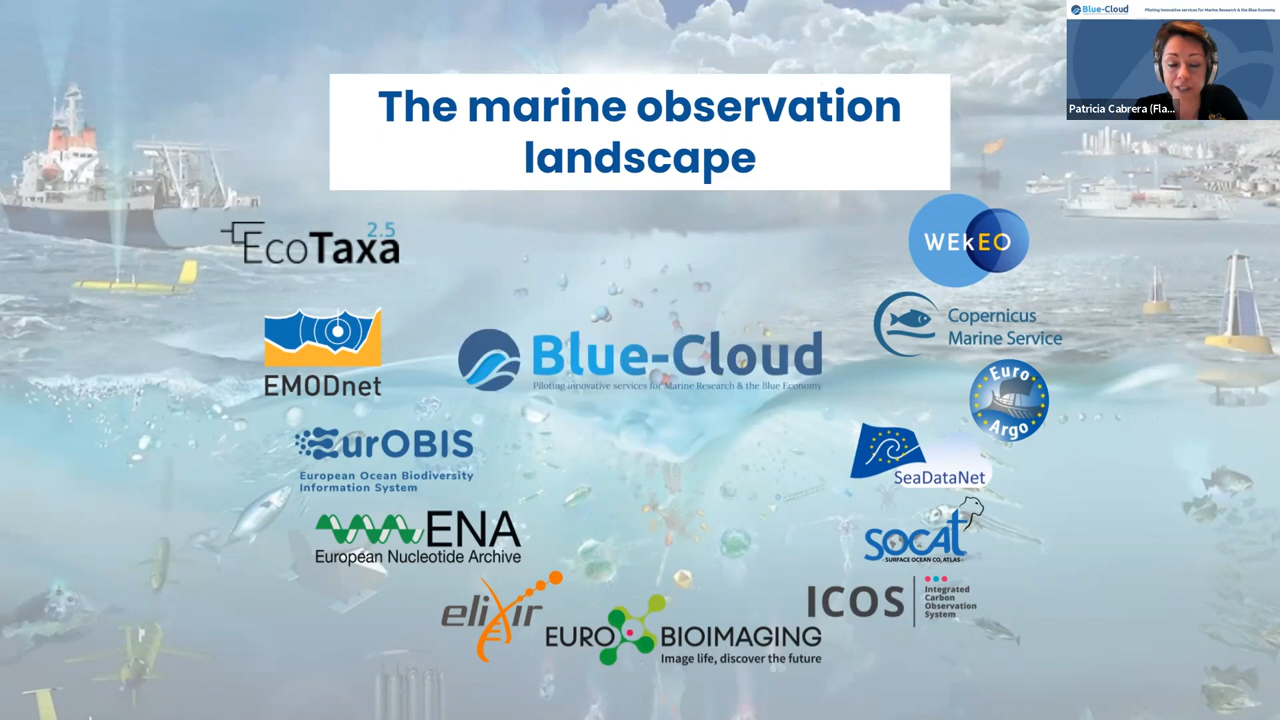 Blue-Cloud
Piloting innovative services for Marine Research & the Blue Economy
Patricia Cabrera (Fla...
The marine observation
landscape
EcoTaxa 2.5
WEkEO
Copernicus
Marine Service
EMODnet
Blue-Cloud
Piloting innovative services for Marine Research & the Blue Economy
Euro
Argo
EurOBIS
European Ocean Biodiversity
Information System
SeaDataNet
ENA
European Nucleotide Archive
SOCAT
SURFACE OCEAN CO2 ATLAS
elixir
ICOS
Integrated
Carbon
Observation
System
EURO BIOIMAGING
Image life, discover the future